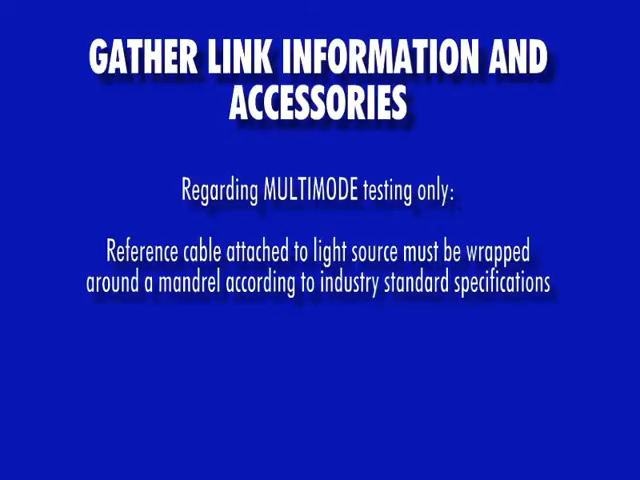 GATHER LINK INFORMATION AND
ACCESSORIES
Regarding MULTIMODE testing only:
Reference cable attached to light source must be wrapped
around a mandrel according to industry standard specifications